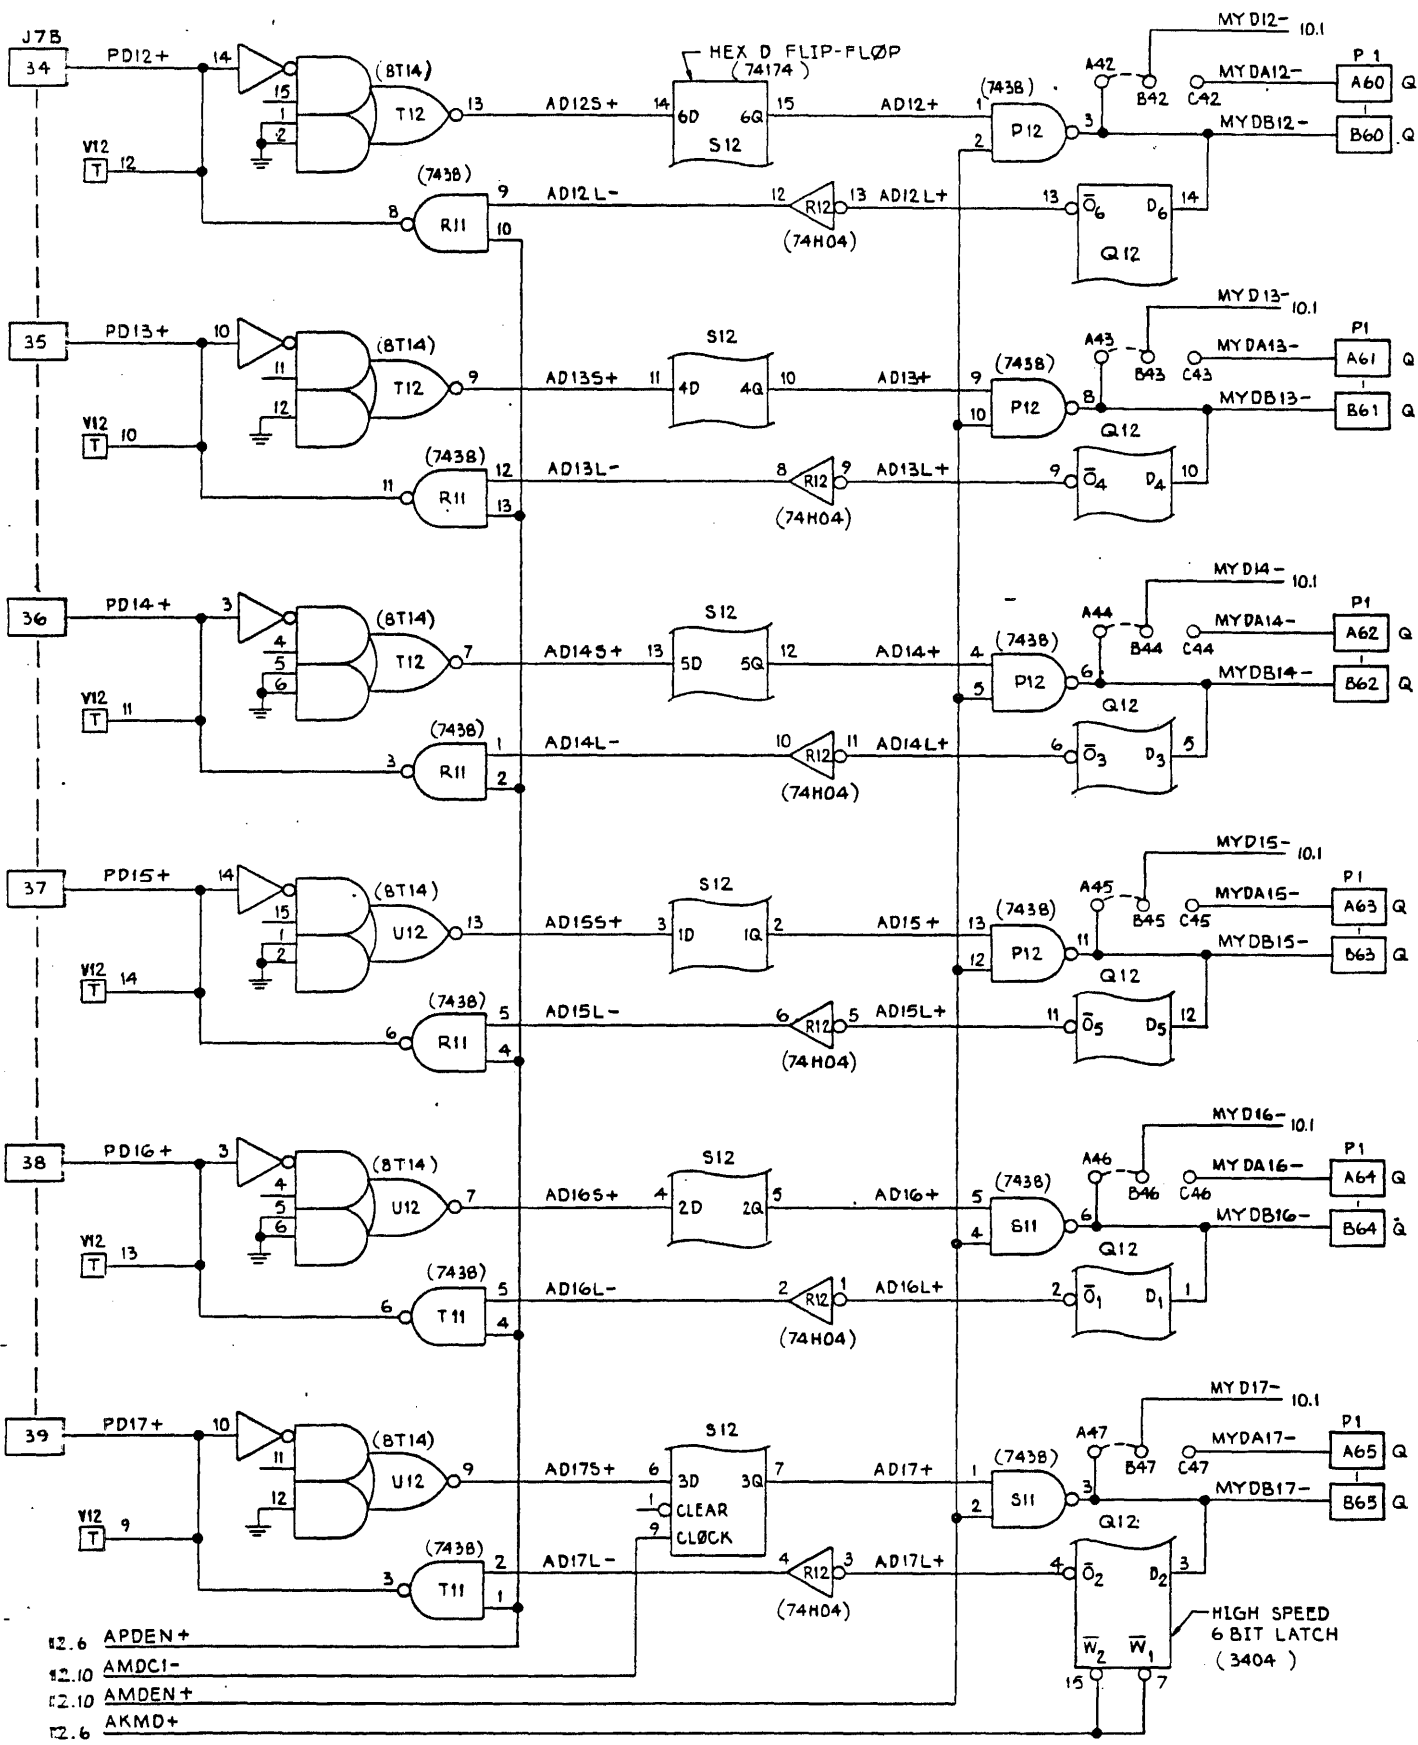 MYD12-
10.1
J7B
34
PD12+
14
(8T14)
15
1
2
T12
13
AD12S+
14
HEX D FLIP-FLØP
(74174)
6D
6Q
S12
15
AD12+
(7438)
1
2
P12
3
A42
B42
C42
MYDA12-
P1
A60
Q
MYDB12-
B60
Q
V12
T
12
(7438)
8
R11
9
10
AD12L-
12
R12
13
(74H04)
AD12L+
13
Ō6
D6
14
Q12
MYD13-
10.1
35
PD13+
10
(8T14)
11
12
T12
9
AD13S+
11
S12
4D
4Q
10
AD13+
(7438)
9
10
P12
8
A43
B43
C43
MYDA13-
P1
A61
Q
MYDB13-
B61
Q
V12
T
10
(7438)
11
R11
12
13
AD13L-
8
R12
9
(74H04)
AD13L+
Q12
9
Ō4
D4
10
MYD14-
10.1
36
PD14+
3
(8T14)
4
5
6
T12
7
AD14S+
13
S12
5D
5Q
12
AD14+
(7438)
4
5
P12
6
A44
B44
C44
MYDA14-
P1
A62
Q
MYDB14-
B62
Q
V12
T
11
(7438)
3
R11
1
2
AD14L-
10
R12
11
(74H04)
AD14L+
Q12
6
Ō3
D3
5
MYD15-
10.1
37
PD15+
14
(8T14)
15
1
2
U12
13
AD15S+
3
S12
1D
1Q
2
AD15+
(7438)
13
12
P12
11
A45
B45
C45
MYDA15-
P1
A63
Q
MYDB15-
B63
Q
V12
T
14
(7438)
6
R11
5
4
AD15L-
6
R12
5
(74H04)
AD15L+
Q12
11
Ō5
D5
12
MYD16-
10.1
38
PD16+
3
(8T14)
4
5
6
U12
7
AD16S+
4
S12
2D
2Q
5
AD16+
(7438)
5
4
S11
6
A46
B46
C46
MYDA16-
P1
A64
Q
MYDB16-
B64
Q
V12
T
13
(7438)
6
T11
5
4
AD16L-
2
R12
1
(74H04)
AD16L+
Q12
2
Ō1
D1
1
MYD17-
10.1
39
PD17+
10
(8T14)
11
12
U12
9
AD17S+
6
S12
3D
3Q
7
1
CLEAR
9
CLØCK
AD17+
(7438)
1
2
S11
3
A47
B47
C47
MYDA17-
P1
A65
Q
MYDB17-
B65
Q
V12
T
9
(7438)
3
T11
2
1
AD17L-
4
R12
3
(74H04)
AD17L+
Q12
4
Ō2
D2
3
W̄2
W̄1
15
7
HIGH SPEED
6 BIT LATCH
(3404)
12.6 APDEN+
12.10 AMDC1-
12.10 AMDEN+
12.6 AKMD+